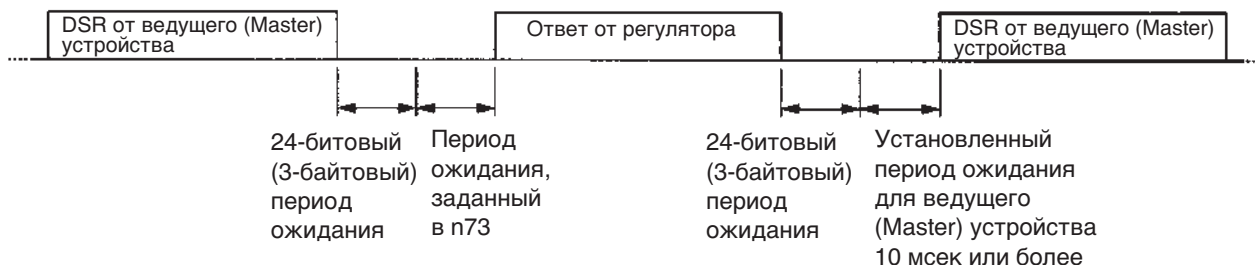 DSR от ведущего (Master)
устройства
Ответ от регулятора
DSR от ведущего (Master)
устройства
24-битовый
(3-байтовый)
период
ожидания
Период
ожидания,
заданный
в n73
24-битовый
(3-байтовый)
период
ожидания
Установленный
период ожидания
для ведущего
(Master) устройства
10 мсек или более